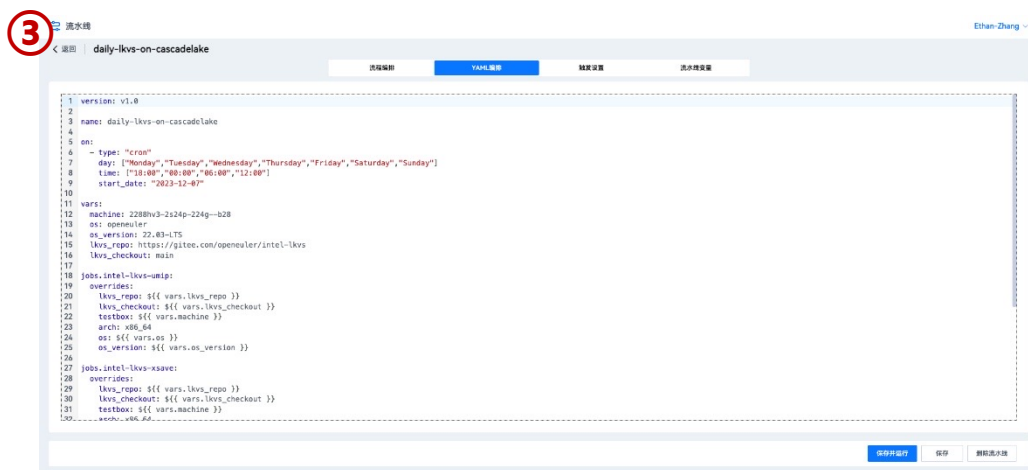 ③ 流水线
Ethan-Zhang
返回 daily-lkvs-on-cascadelake
流程编排 YAML编排 触发设置 流水线变量
1 version: v1.0
2
3 name: daily-lkvs-on-cascadelake
4
5 on:
6 - type: "cron"
7 day: ["Monday","Tuesday","Wednesday","Thursday","Friday","Saturday","Sunday"]
8 time: ["18:00","00:00","06:00","12:00"]
9 start_date: "2023-12-07"
10
11 vars:
12 machine: 2288hv3-2s24p-224g--b28
13 os: openeuler
14 os_version: 22.03-LTS
15 lkvs_repo: https://gitee.com/openeuler/intel-lkvs
16 lkvs_checkout: main
17
18 jobs.intel-lkvs-umip:
19 overrides:
20 lkvs_repo: ${{ vars.lkvs_repo }}
21 lkvs_checkout: ${{ vars.lkvs_checkout }}
22 testbox: ${{ vars.machine }}
23 arch: x86_64
24 os: ${{ vars.os }}
25 os_version: ${{ vars.os_version }}
26
27 jobs.intel-lkvs-xsave:
28 overrides:
29 lkvs_repo: ${{ vars.lkvs_repo }}
30 lkvs_checkout: ${{ vars.lkvs_checkout }}
31 testbox: ${{ vars.machine }}
32 arch: x86_64
保存并运行 保存 删除流水线